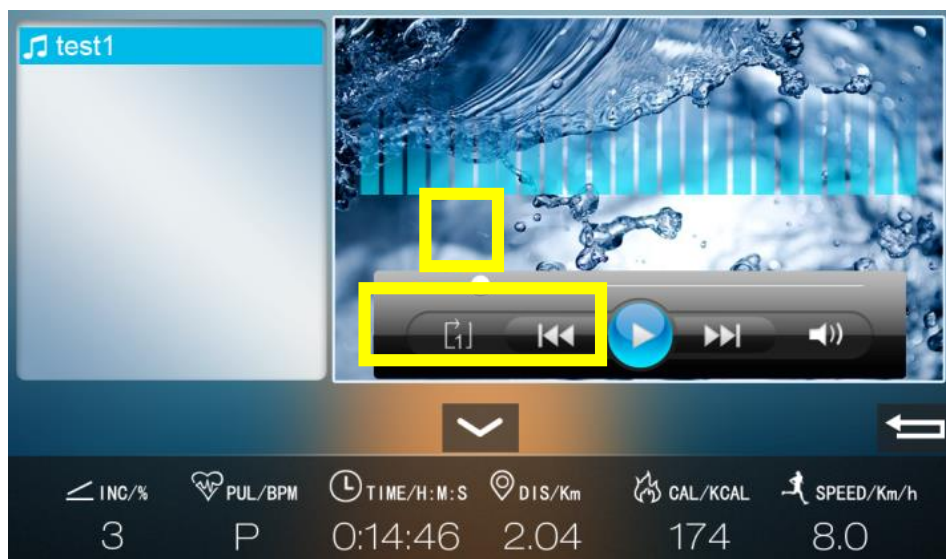 test1
1
INC/% PUL/BPM TIME/H:M:S DIS/Km CAL/KCAL SPEED/Km/h
3 P 0:14:46 2.04 174 8.0